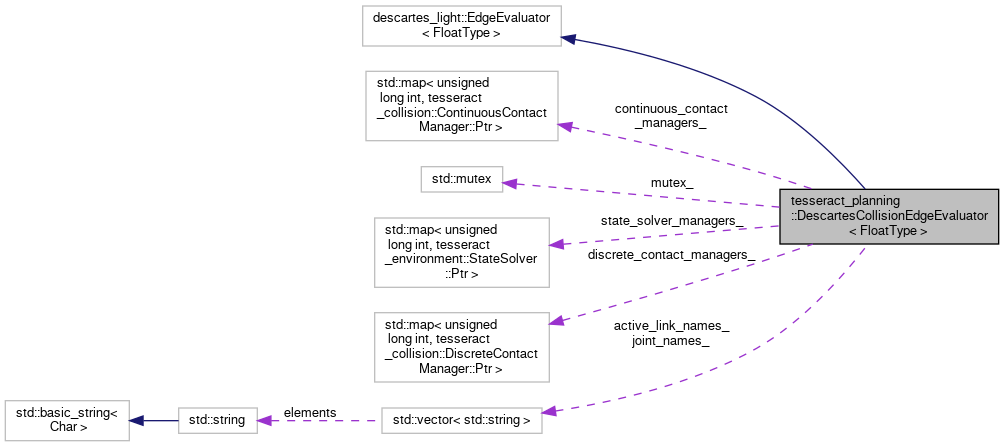 descartes_light::EdgeEvaluator
< FloatType >
std::map< unsigned
long int, tesseract
_collision::ContinuousContact
Manager::Ptr >
continuous_contact
_managers_
std::mutex
mutex_
tesseract_planning
::DescartesCollisionEdgeEvaluator
< FloatType >
std::map< unsigned
long int, tesseract
_environment::StateSolver
::Ptr >
state_solver_managers_
discrete_contact_managers_
std::map< unsigned
long int, tesseract
_collision::DiscreteContact
Manager::Ptr >
active_link_names_
joint_names_
std::basic_string<
Char >
std::string
elements
std::vector< std::string >